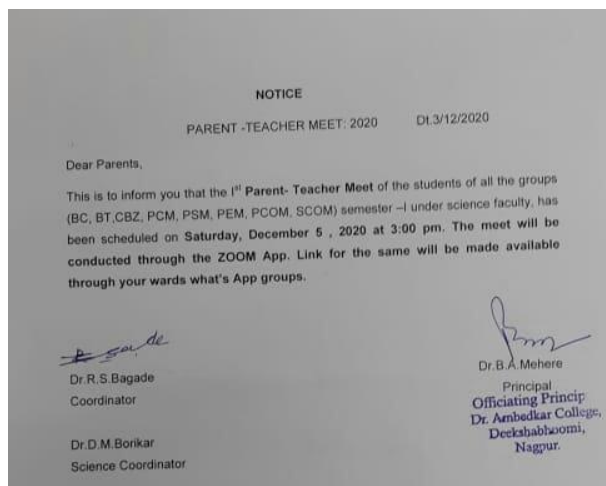 NOTICE
PARENT -TEACHER MEET: 2020 Dt.3/12/2020
Dear Parents,
This is to inform you that the Ist Parent- Teacher Meet of the students of all the groups
(BC, BT,CBZ, PCM, PSM, PEM, PCOM, SCOM) semester –I under science faculty, has
been scheduled on Saturday, December 5 , 2020 at 3:00 pm. The meet will be
conducted through the ZOOM App. Link for the same will be made available
through your wards what's App groups.
Dr.R.S.Bagade
Coordinator
Dr.D.M.Borikar
Science Coordinator
Dr.B.A.Mehere
Principal
Officiating Princip
Dr. Ambedkar College,
Deekshabhoomi,
Nagpur.